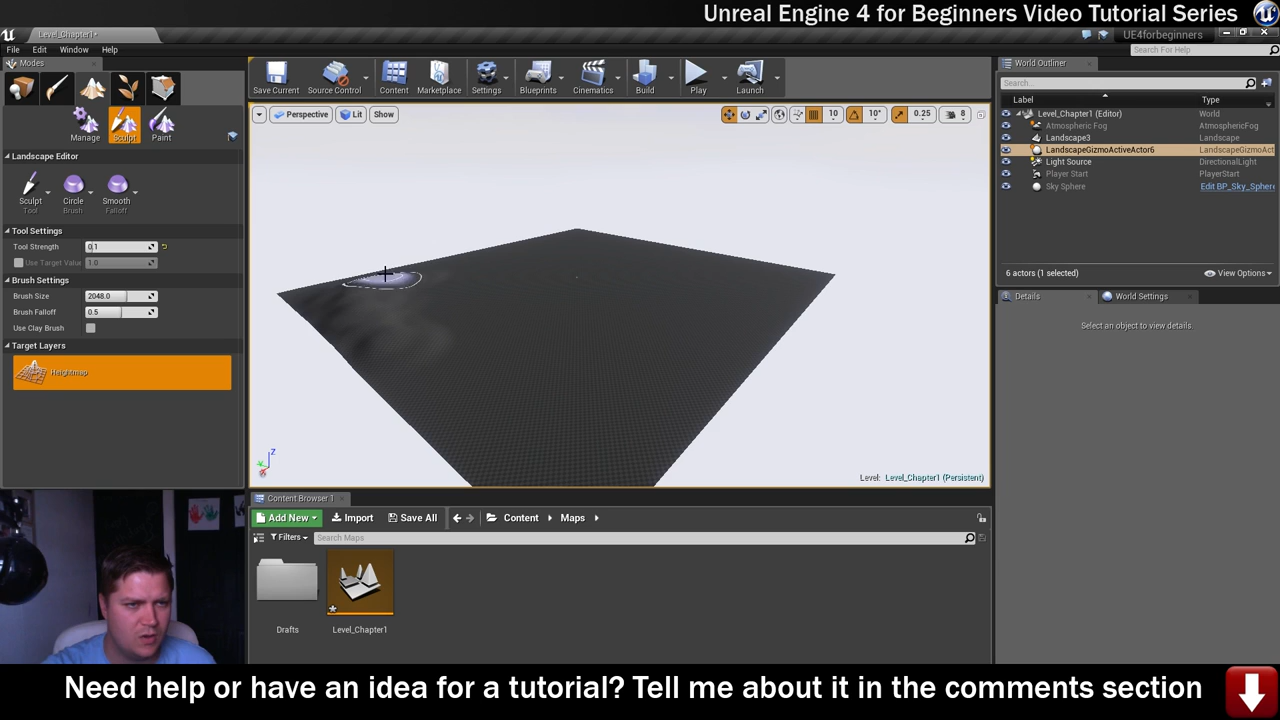 Unreal Engine 4 for Beginners Video Tutorial Series
Level_Chapter1*
UE4forbeginners
File
Edit
Window
Help
Search For Help
Modes
World Outliner
Save Current
Source Control
Content
Marketplace
Settings
Blueprints
Cinematics
Build
Play
Launch
Search...
Label
Type
Manage
Sculpt
Paint
Perspective
Lit
Show
10
10°
0.25
8
Level_Chapter1 (Editor)
World
Atmospheric Fog
AtmosphericFog
Landscape3
Landscape
LandscapeGizmoActiveActor6
LandscapeGizmoAct
Light Source
DirectionalLight
Player Start
PlayerStart
Sky Sphere
Edit BP_Sky_Sphere
Landscape Editor
Sculpt
Tool
Circle
Brush
Smooth
Falloff
Tool Settings
Tool Strength
0.1
Use Target Value
1.0
Brush Settings
Brush Size
2048.0
Brush Falloff
0.5
Use Clay Brush
Target Layers
Heightmap
6 actors (1 selected)
View Options
Details
World Settings
Select an object to view details.
Z
Level: Level_Chapter1 (Persistent)
Content Browser 1
Add New
Import
Save All
Content
Maps
Filters
Search Maps
Drafts
Level_Chapter1
Need help or have an idea for a tutorial? Tell me about it in the comments section